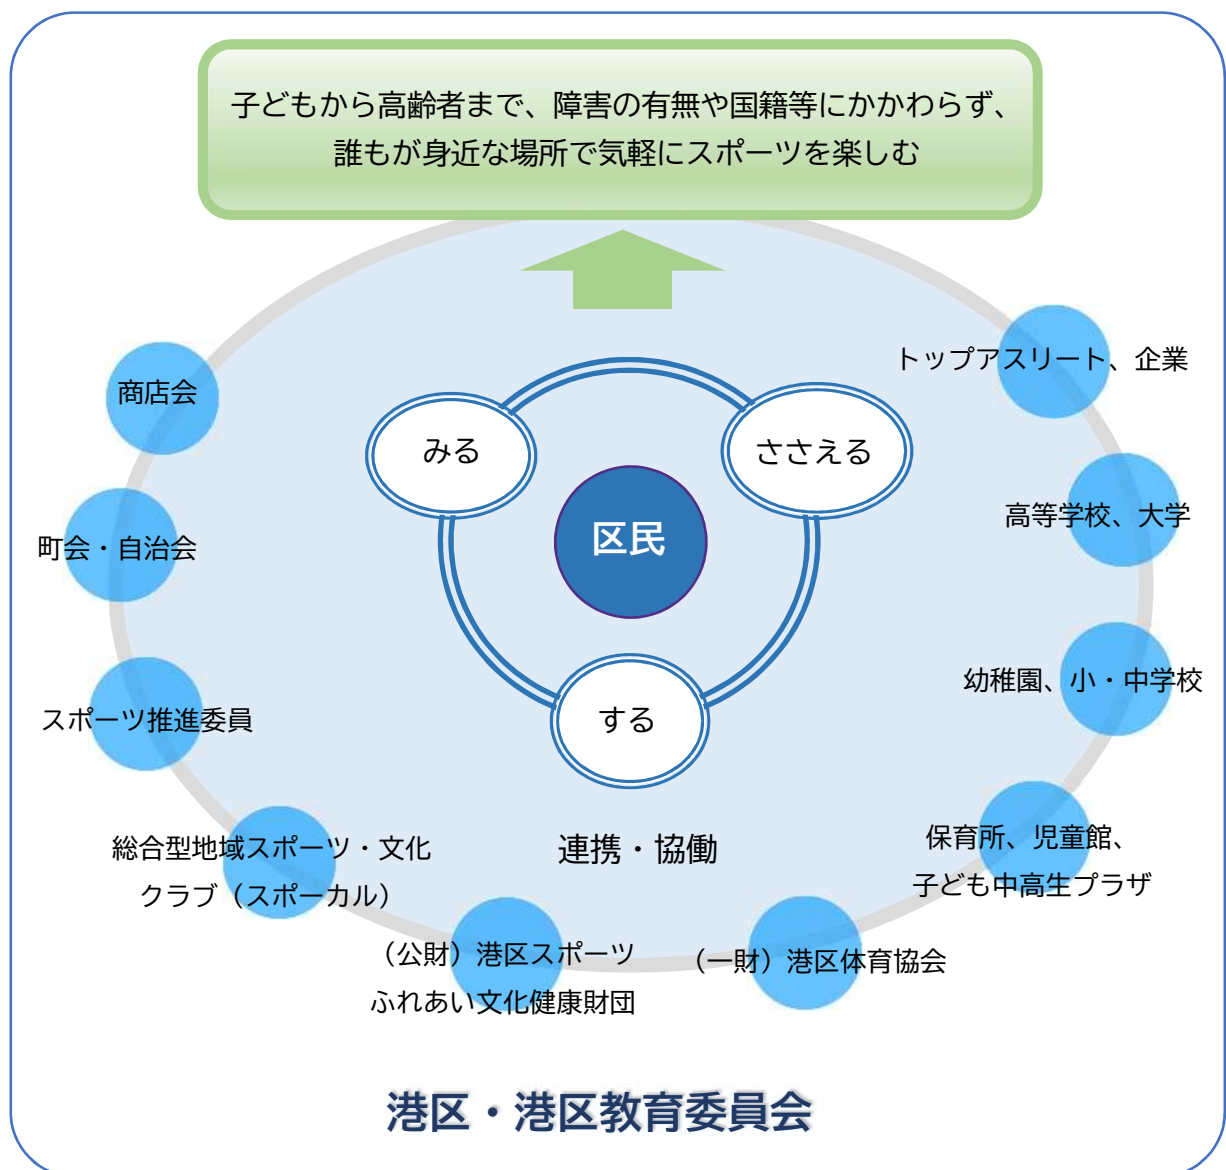 子どもから高齢者まで、障害の有無や国籍等にかかわらず、
誰もが身近な場所で気軽にスポーツを楽しむ
トップアスリート、企業
商店会
みる
ささえる
高等学校、大学
区民
町会・自治会
幼稚園、小・中学校
スポーツ推進委員
する
保育所、児童館、
子ども中高生プラザ
総合型地域スポーツ・文化
クラブ（スポーカル）
連携・協働
（公財）港区スポーツ
ふれあい文化健康財団
（一財）港区体育協会
港区・港区教育委員会